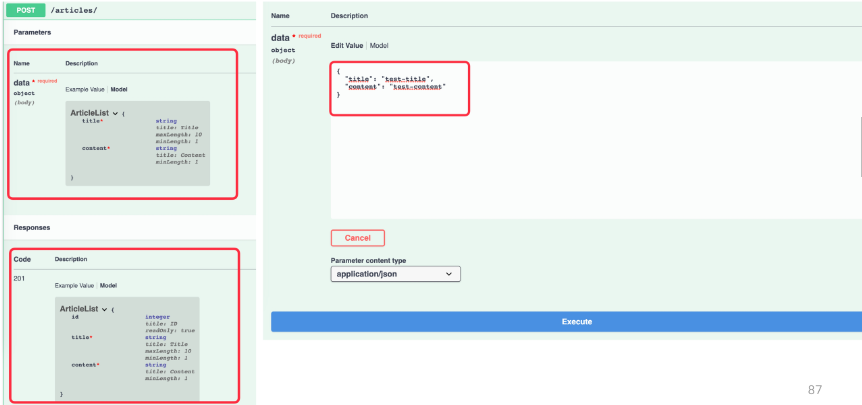 POST /articles/
Parameters
Name Description
data * required
object
(body)
Example Value | Model
ArticleList {
title* string
title: Title
maxLength: 10
minLength: 1
content* string
title: Content
minLength: 1
}
Responses
Code Description
201
Example Value | Model
ArticleList {
id integer
title: ID
readOnly: true
title* string
title: Title
maxLength: 10
minLength: 1
content* string
title: Content
minLength: 1
}
Name Description
data * required
object
(body)
Edit Value | Model
{
"title": "test-title",
"content": "test-content"
}
Cancel
Parameter content type
application/json
Execute
87